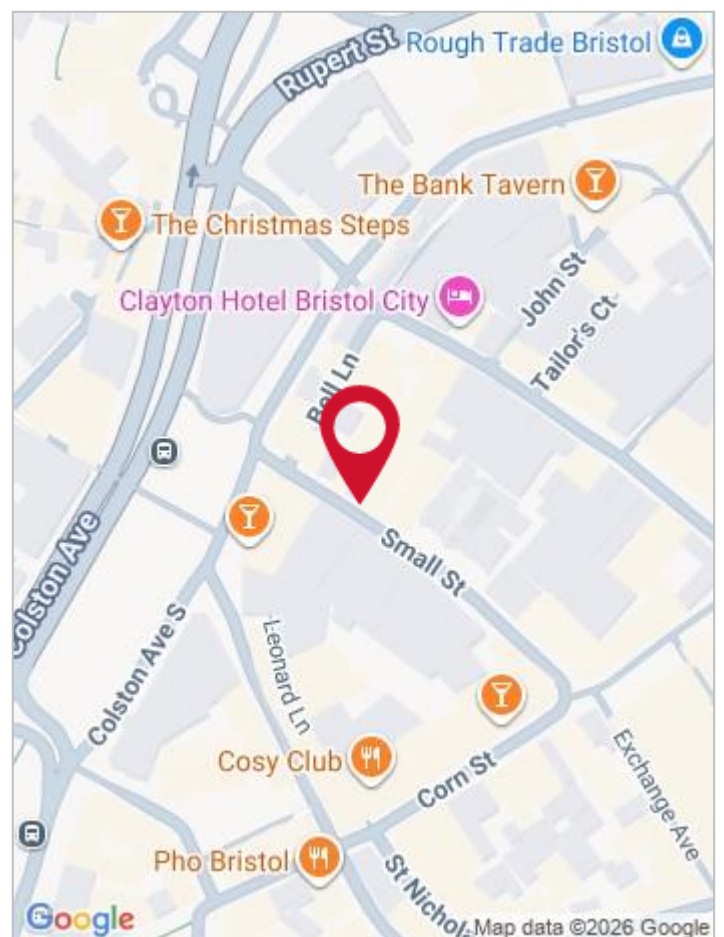 Rupert St
Rough Trade Bristol
The Bank Tavern
The Christmas Steps
John St
Clayton Hotel Bristol City
Tailor's Ct
Bell Ln
Small St
Colston Ave
Leonard Ln
Colston Ave S
Cosy Club
Corn St
Exchange Ave
Pho Bristol
St Nichol
Google
Map data ©2026 Google